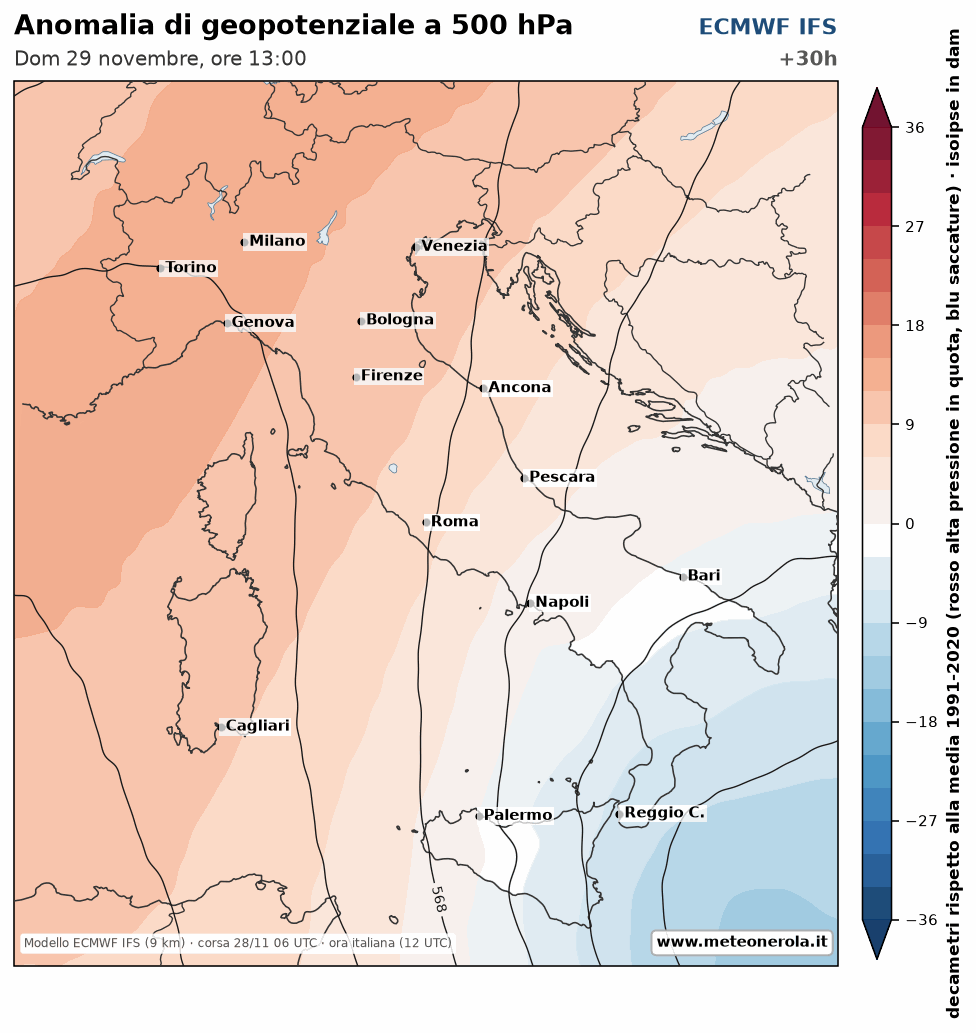 Anomalia di geopotenziale a 500 hPa
ECMWF IFS
Dom 29 novembre, ore 13:00
+30h
Milano
Venezia
Torino
Genova
Bologna
Firenze
Ancona
Pescara
Roma
Bari
Napoli
Cagliari
Palermo
Reggio C.
568
Modello ECMWF IFS (9 km) · corsa 28/11 06 UTC · ora italiana (12 UTC)
www.meteonerola.it
36
27
18
9
0
−9
−18
−27
−36
decametri rispetto alla media 1991-2020 (rosso alta pressione in quota, blu saccature) · isoipse in dam